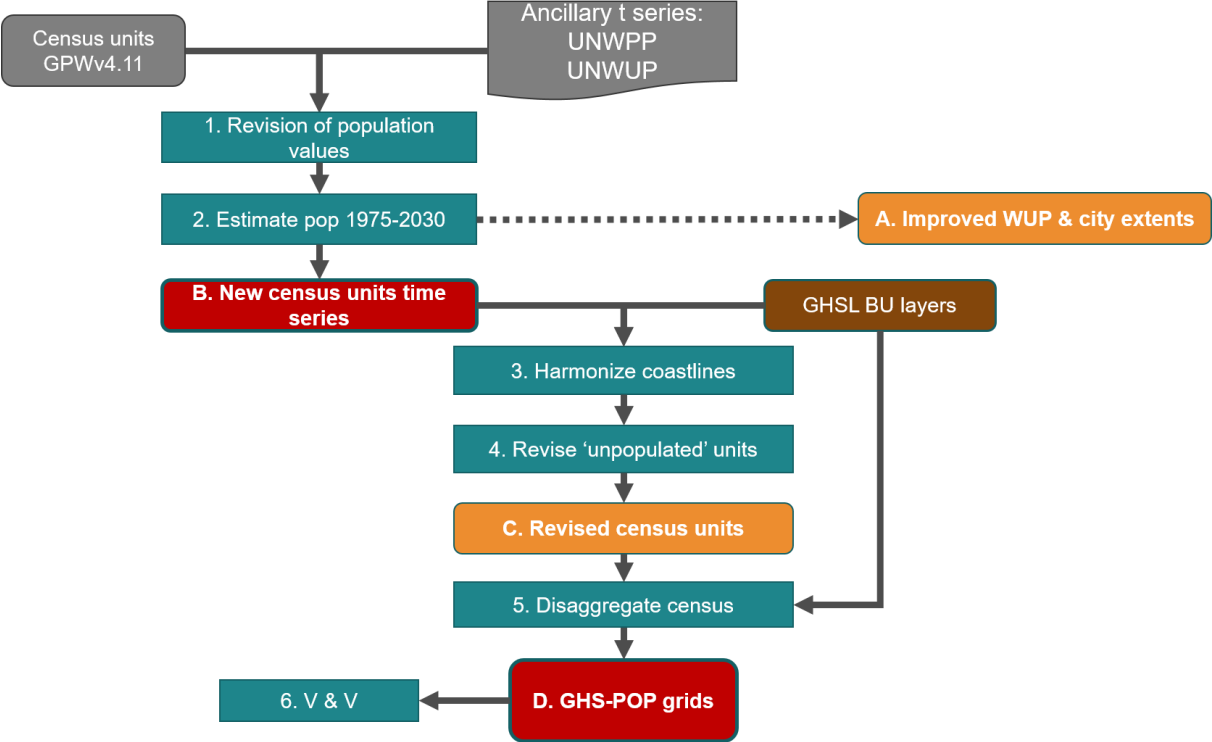 Census units
GPWv4.11
Ancillary t series:
UNWPP
UNWUP
1. Revision of population
values
2. Estimate pop 1975-2030
A. Improved WUP & city extents
B. New census units time
series
GHSL BU layers
3. Harmonize coastlines
4. Revise ‘unpopulated’ units
C. Revised census units
5. Disaggregate census
D. GHS-POP grids
6. V & V